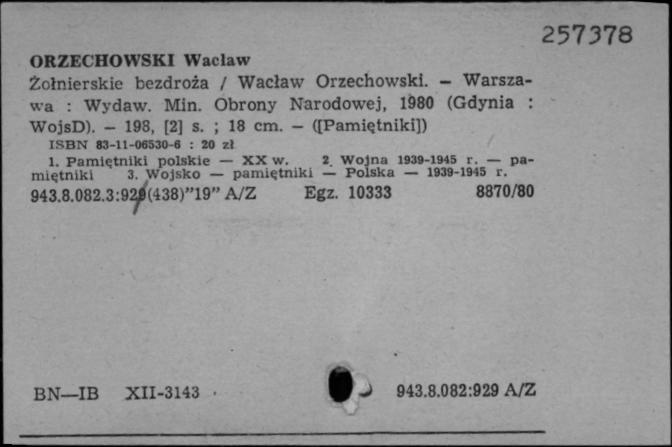 257378
ORZECHOWSKI Wacław
Żołnierskie bezdroża / Wacław Orzechowski. — Warsza-
wa : Wydaw. Min. Obrony Narodowej, 1980 (Gdynia :
WojsD). — 198, [2] s. ; 18 cm. — ([Pamiętniki])
ISBN 83-11-06530-6 : 20 zł
1. Pamiętniki polskie — XX w. 2. Wojna 1939-1945 r. — pa-
miętniki 3. Wojsko — pamiętniki — Polska — 1939-1945 r.
943.8.082.3:929(438)”19” A/Z Egz. 10333 8870/80
BN—IB XII-3143 943.8.082:929 A/Z